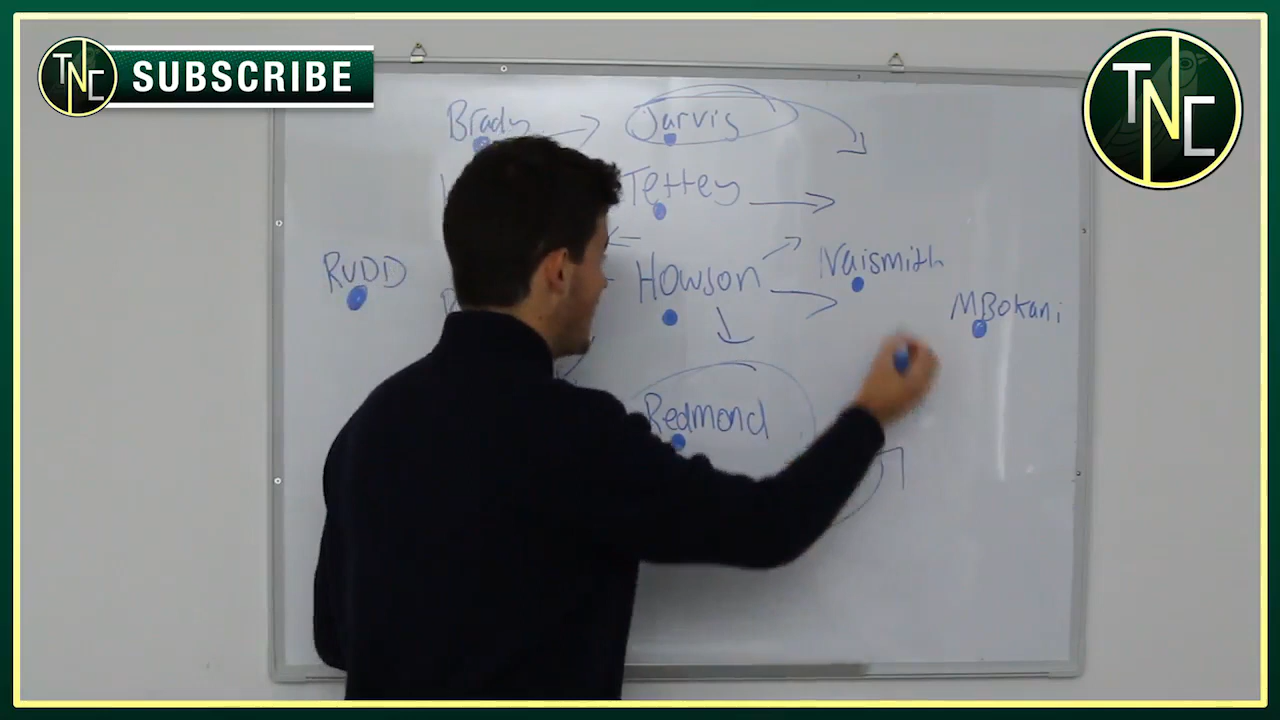 TNC SUBSCRIBE
TNC
Brady
Jarvis
Tettey
RUDD
Howson
Naismith
MBokani
Redmond